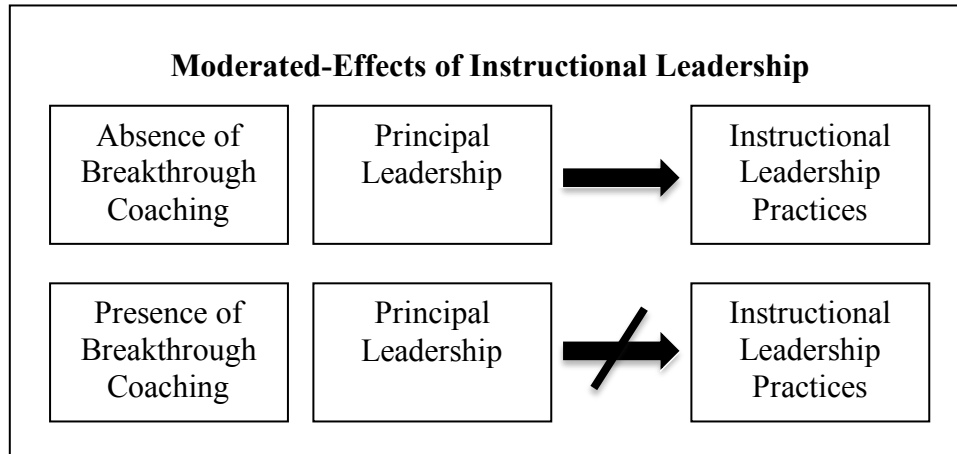 Moderated-Effects of Instructional Leadership
Absence of
Breakthrough
Coaching
Principal
Leadership
Instructional
Leadership
Practices
Presence of
Breakthrough
Coaching
Principal
Leadership
Instructional
Leadership
Practices